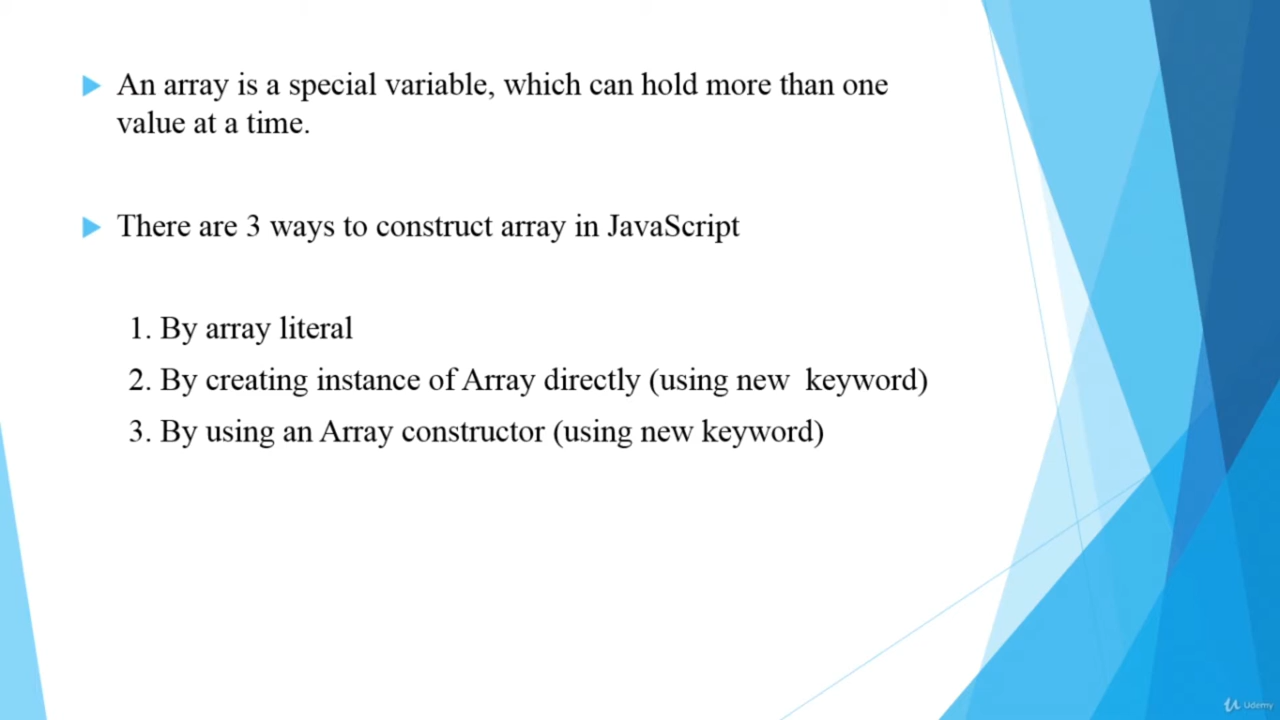 An array is a special variable, which can hold more than one
value at a time.
There are 3 ways to construct array in JavaScript
1. By array literal
2. By creating instance of Array directly (using new keyword)
3. By using an Array constructor (using new keyword)
Udemy